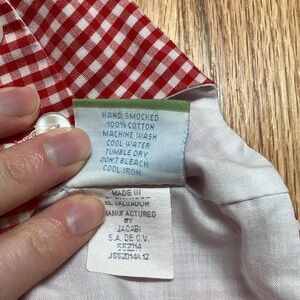 HAND SMOCKED
100% COTTON
MACHINE WASH
COOL WATER
TUMBLE DRY
DON'T BLEACH
COOL IRON
MADE IN
EL SALVADOR
MANUFACTURED
BY
JACABI
S.A. DE C.V.
SS2014